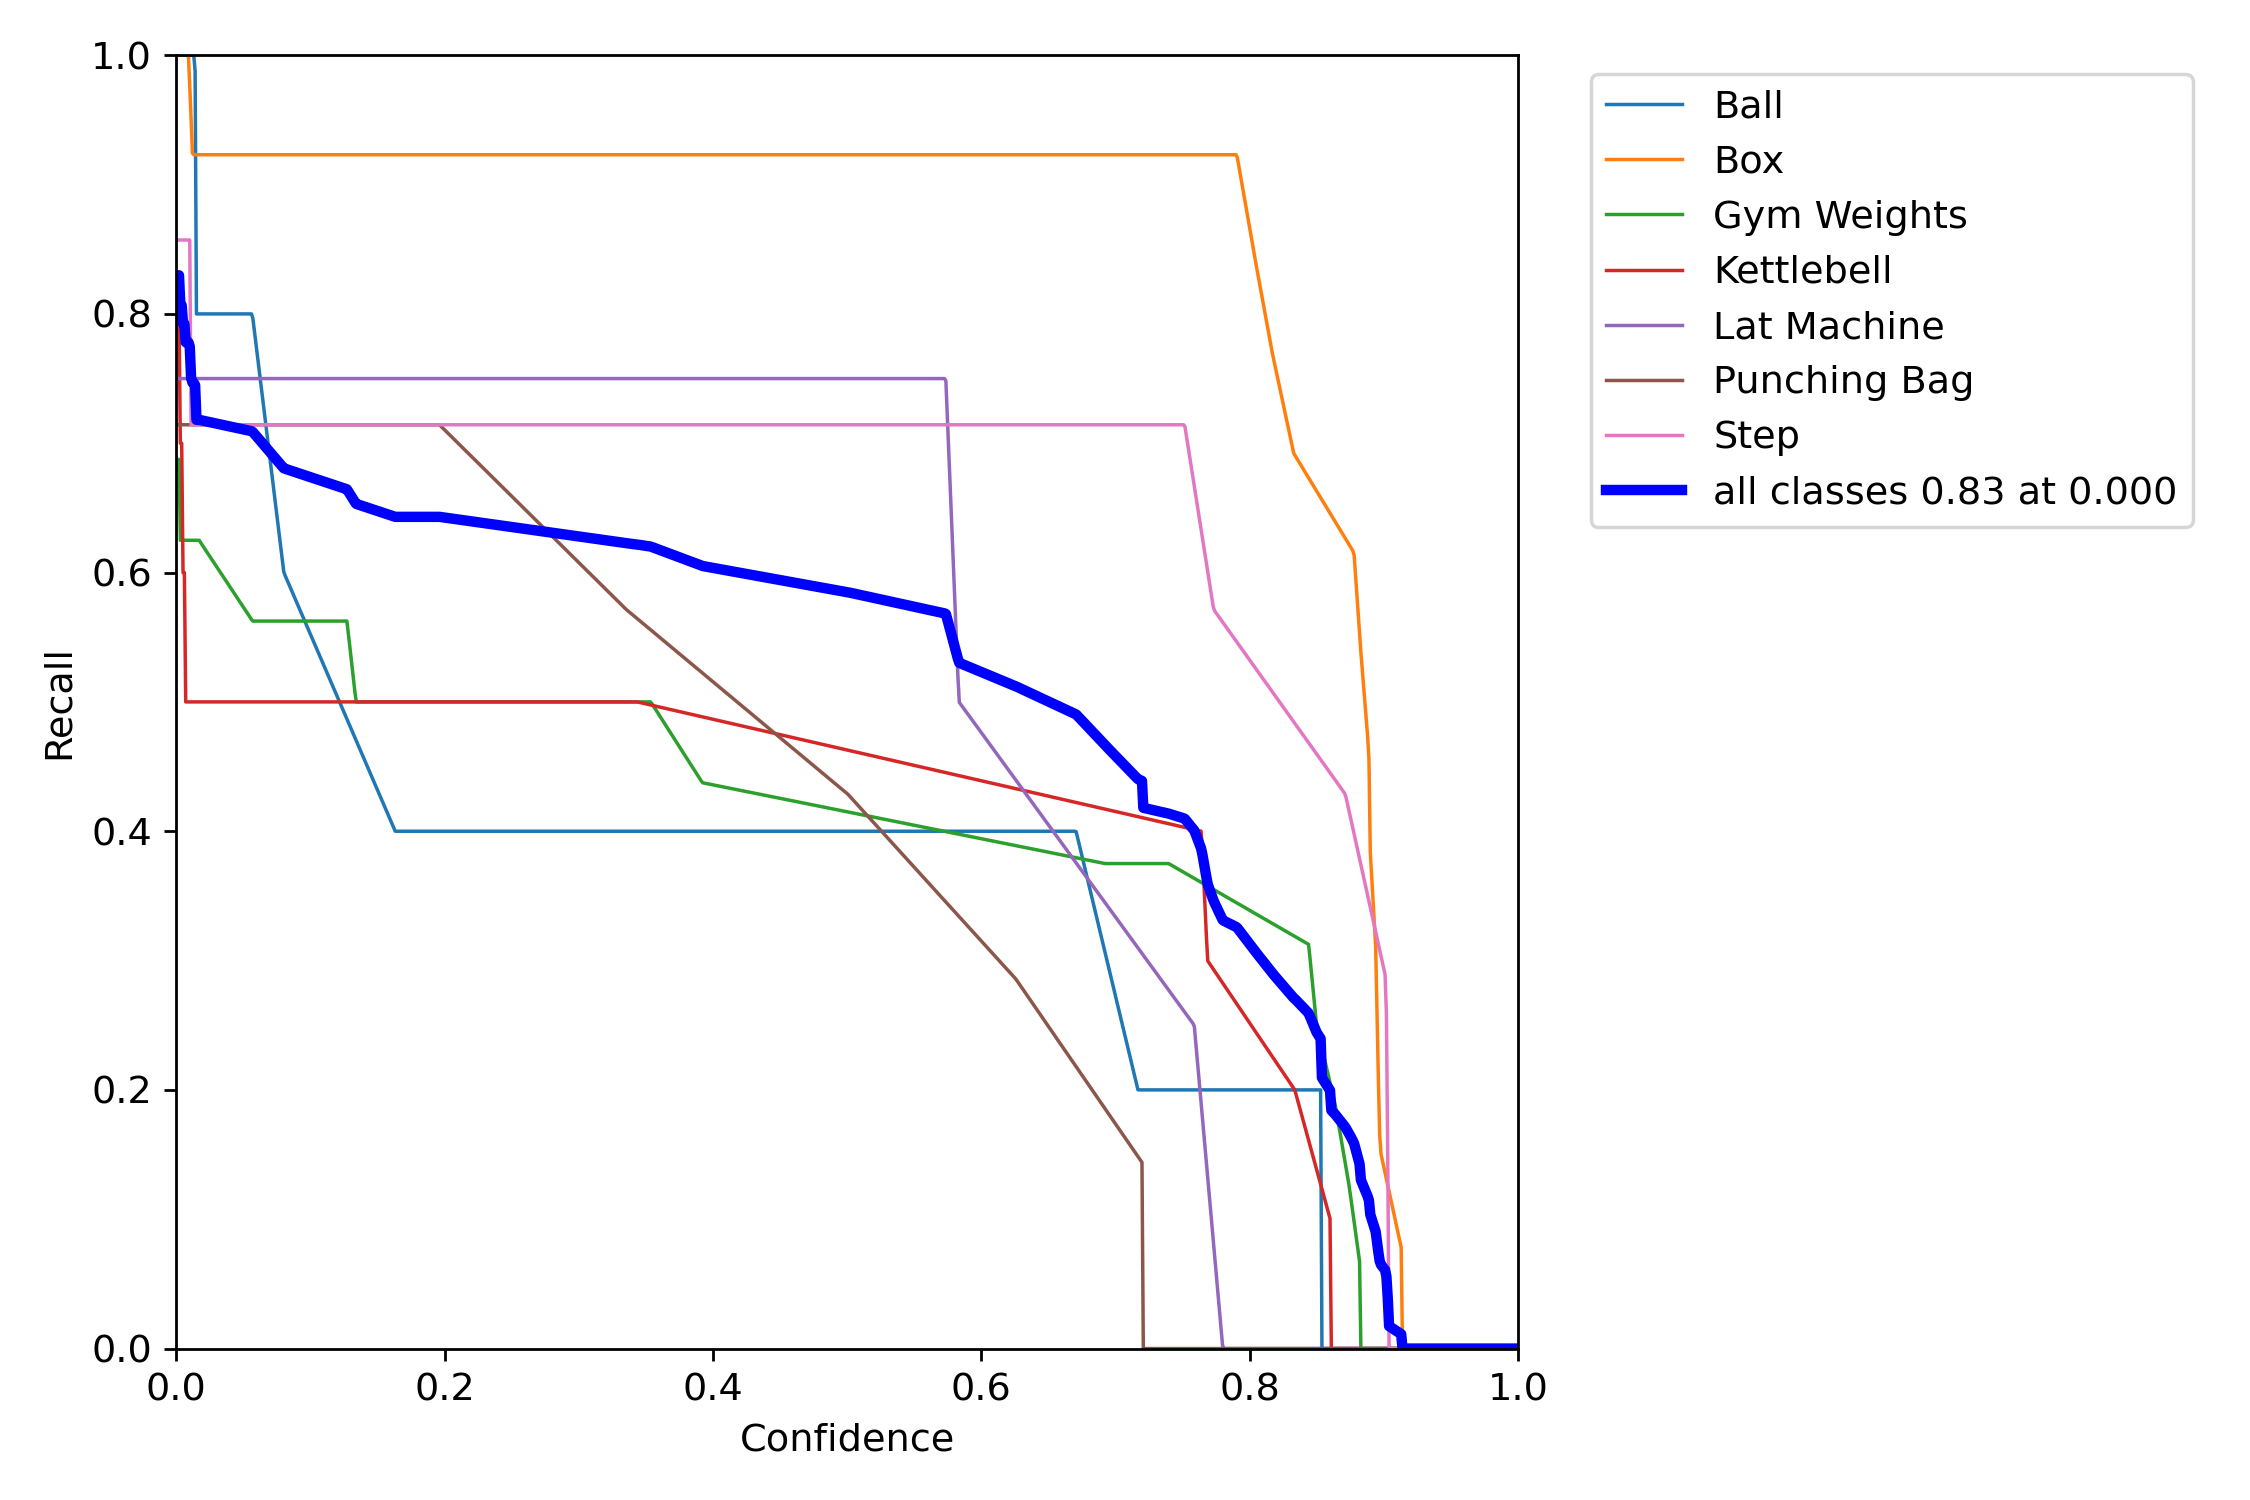 1.0
0.8
0.6
0.4
0.2
0.0
Recall
0.0 0.2 0.4 0.6 0.8 1.0
Confidence
Ball
Box
Gym Weights
Kettlebell
Lat Machine
Punching Bag
Step
all classes 0.83 at 0.000